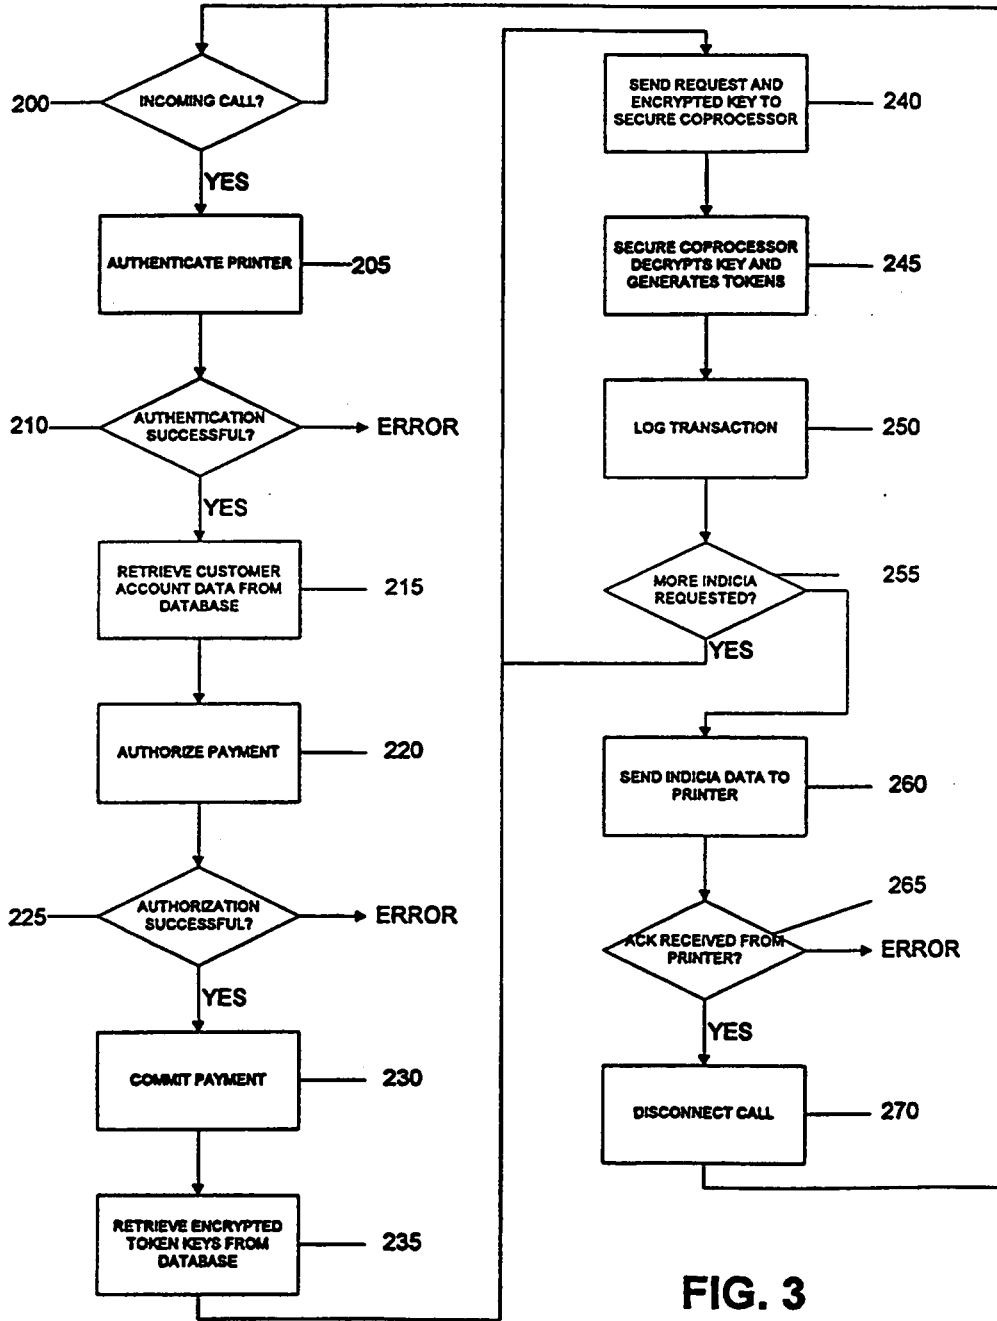 200
INCOMING CALL?
YES
AUTHENTICATE PRINTER
205
210
AUTHENTICATION
SUCCESSFUL?
ERROR
YES
RETRIEVE CUSTOMER
ACCOUNT DATA FROM
DATABASE
215
AUTHORIZE PAYMENT
220
225
AUTHORIZATION
SUCCESSFUL?
ERROR
YES
COMMIT PAYMENT
230
RETRIEVE ENCRYPTED
TOKEN KEYS FROM
DATABASE
235
SEND REQUEST AND
ENCRYPTED KEY TO
SECURE COPROCESSOR
240
SECURE COPROCESSOR
DECRYPTS KEY AND
GENERATES TOKENS
245
LOG TRANSACTION
250
MORE INDICIA
REQUESTED?
255
YES
SEND INDICIA DATA TO
PRINTER
260
265
ACK RECEIVED FROM
PRINTER?
ERROR
YES
DISCONNECT CALL
270
FIG. 3